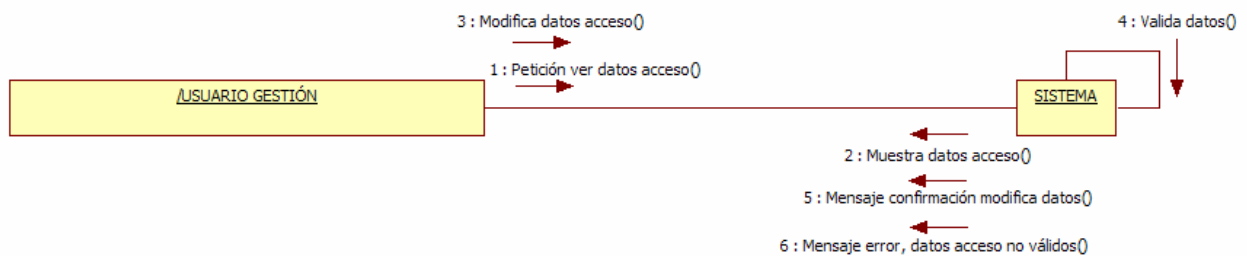 3 : Modifica datos acceso()
4 : Valida datos()
1 : Petición ver datos acceso()
/USUARIO GESTIÓN
SISTEMA
2 : Muestra datos acceso()
5 : Mensaje confirmación modifica datos()
6 : Mensaje error, datos acceso no válidos()